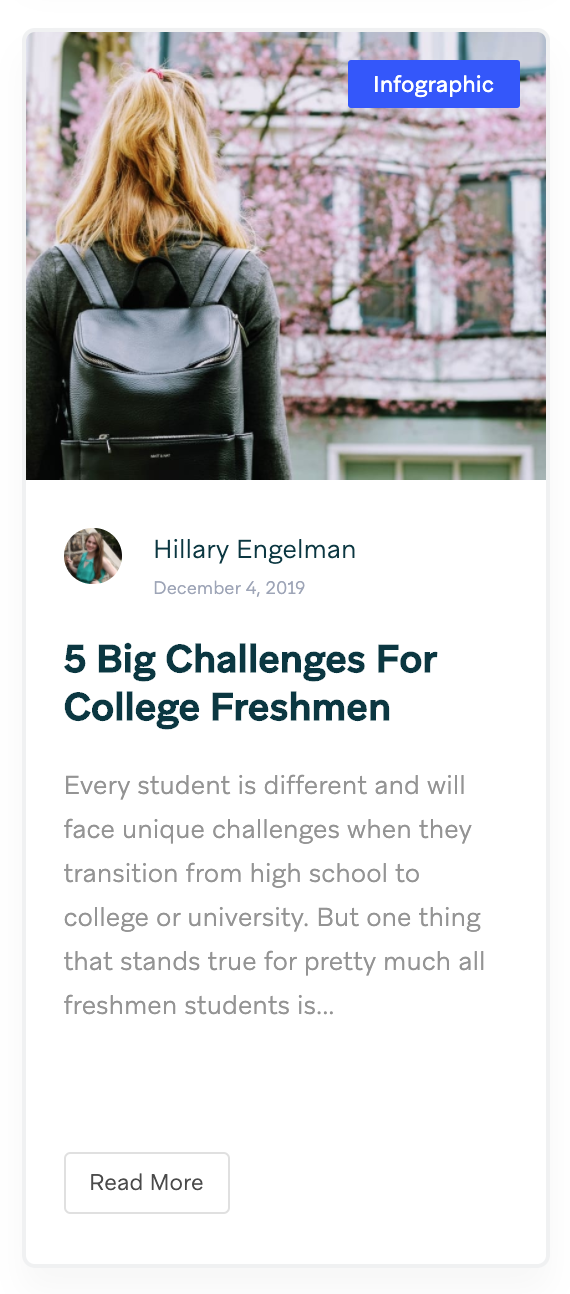 Infographic
Hillary Engelman
December 4, 2019
5 Big Challenges For
College Freshmen
Every student is different and will
face unique challenges when they
transition from high school to
college or university. But one thing
that stands true for pretty much all
freshmen students is...
Read More